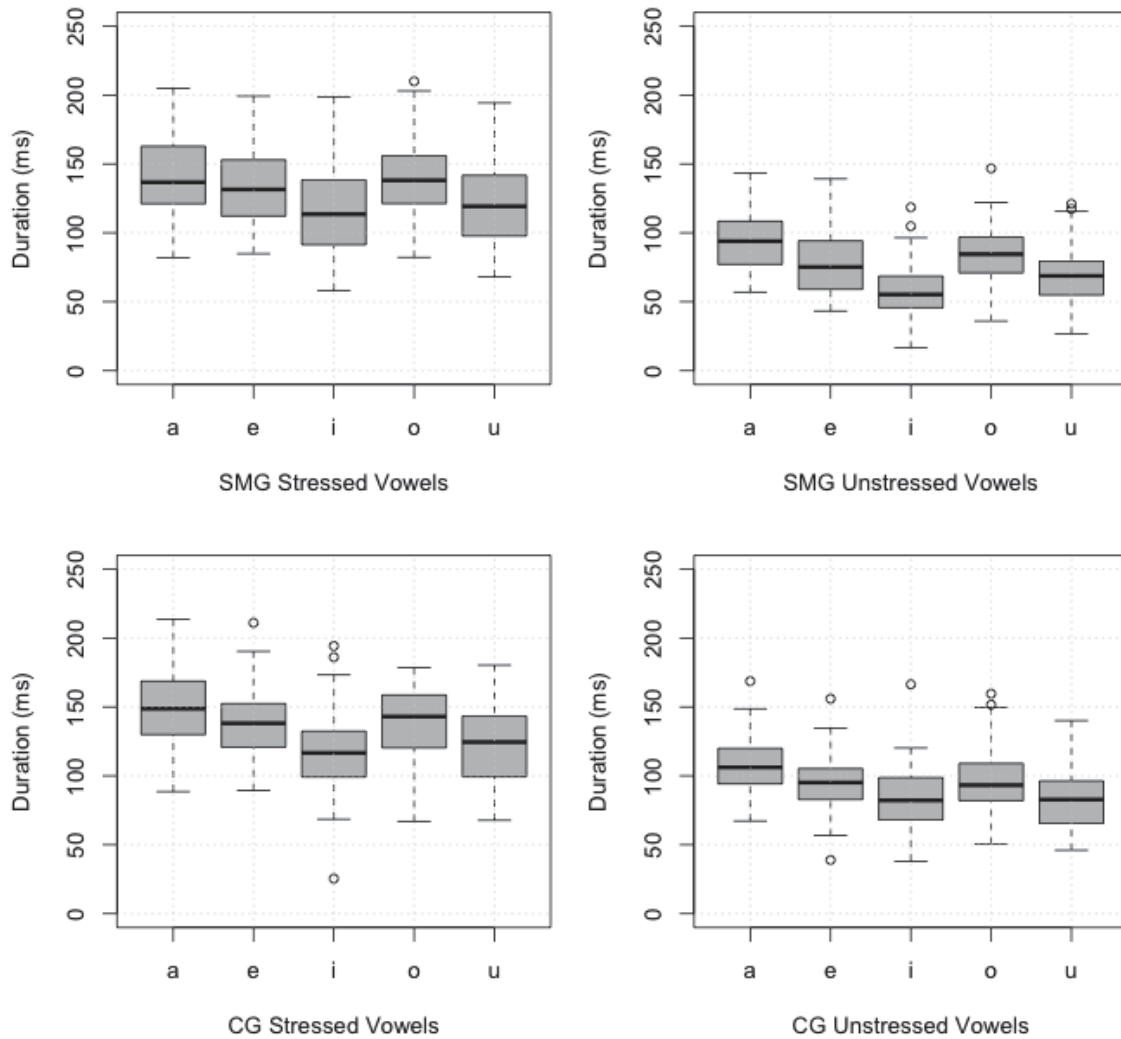 250
200
150
100
50
0
Duration (ms)
a e i o u
SMG Stressed Vowels
250
200
150
100
50
0
Duration (ms)
a e i o u
SMG Unstressed Vowels
250
200
150
100
50
0
Duration (ms)
a e i o u
CG Stressed Vowels
250
200
150
100
50
0
Duration (ms)
a e i o u
CG Unstressed Vowels